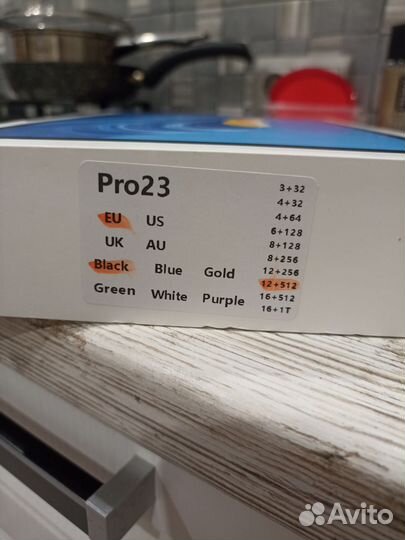 Pro23
EU US
UK AU
Black Blue Gold
Green White Purple
3+32
4+32
4+64
6+128
8+128
8+256
12+256
12+512
16+512
16+1T
Avito